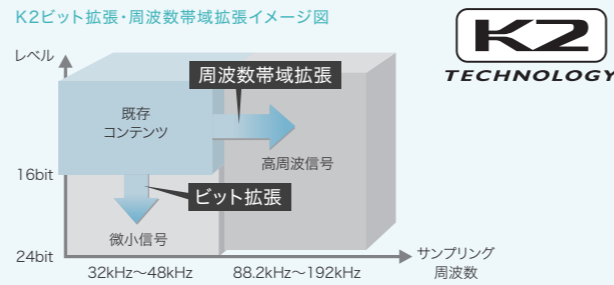 K2ビット拡張・周波数帯域拡張イメージ図
K2
TECHNOLOGY
レベル
周波数帯域拡張
既存
コンテンツ
高周波信号
16bit
ビット拡張
微小信号
24bit
サンプリング
周波数
32kHz～48kHz
88.2kHz～192kHz